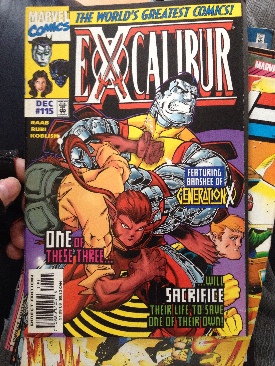 THE WORLD'S GREATEST COMICS!
MARVEL
COMICS
EXCALIBUR
DEC
#115
RAAB
RUBI
KOBLISH
FEATURING
BANSHEE OF
GENERATION X
ONE OF
THESE THREE...
WILL
SACRIFICE
THEIR LIFE TO SAVE
ONE OF THEIR OWN!
MARVEL